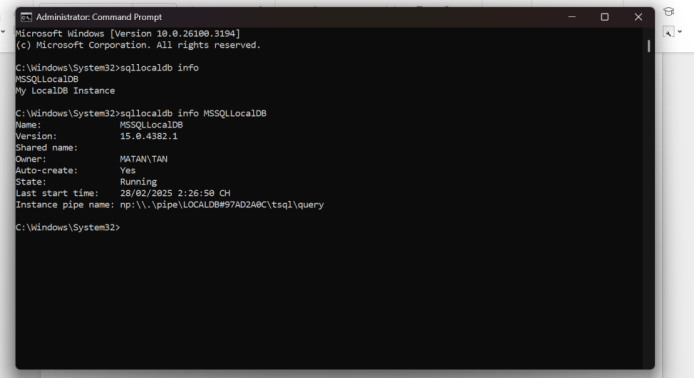 Administrator: Command Prompt
Microsoft Windows [Version 10.0.26100.3194]
(c) Microsoft Corporation. All rights reserved.
C:\Windows\System32>sqllocaldb info
MSSQLLocalDB
My LocalDB Instance
C:\Windows\System32>sqllocaldb info MSSQLLocalDB
Name: MSSQLLocalDB
Version: 15.0.4382.1
Shared name:
Owner: MATAN\TAN
Auto-create: Yes
State: Running
Last start time: 28/02/2025 2:26:50 CH
Instance pipe name: np:\\.\pipe\LOCALDB#97AD2A0C\tsql\query
C:\Windows\System32>